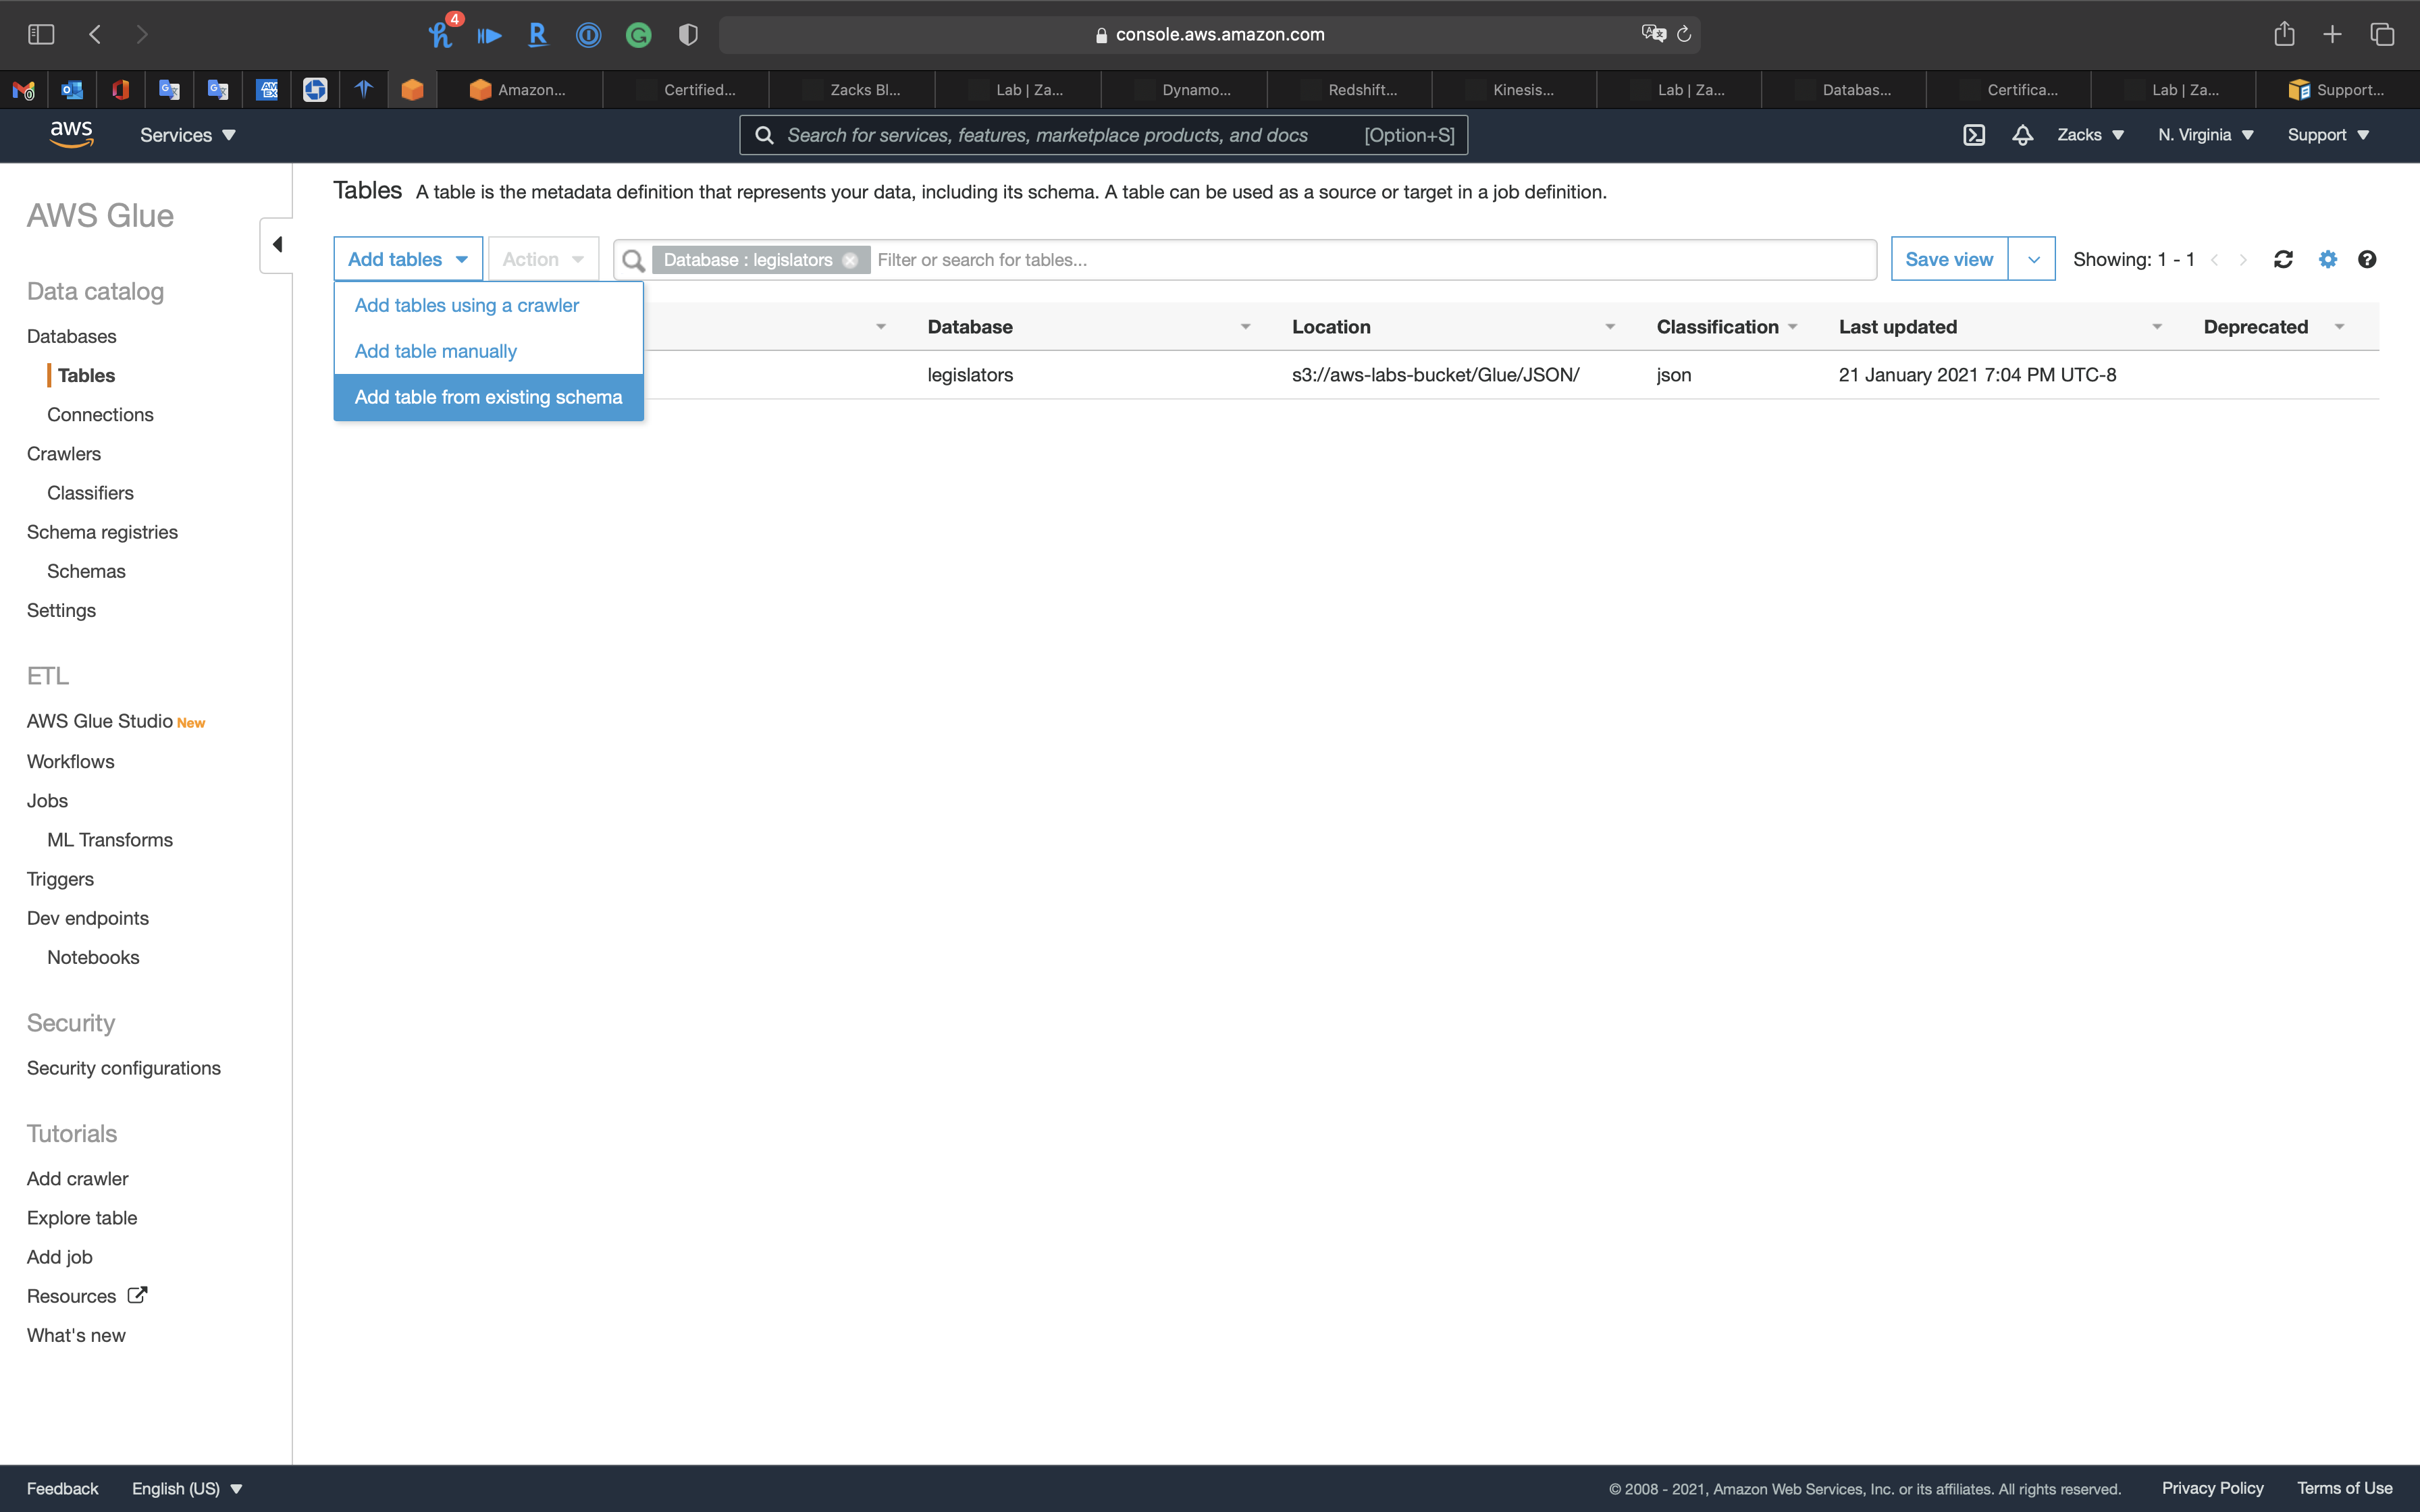 4
console.aws.amazon.com
Amazon...
Certified...
Zacks Bl...
Lab | Za...
Dynamo...
Redshift...
Kinesis...
Lab | Za...
Databas...
Certifica...
Lab | Za...
Support...
aws
Services
Search for services, features, marketplace products, and docs [Option+S]
Zacks
N. Virginia
Support
AWS Glue
Data catalog
Databases
Tables
Connections
Crawlers
Classifiers
Schema registries
Schemas
Settings
ETL
AWS Glue Studio New
Workflows
Jobs
ML Transforms
Triggers
Dev endpoints
Notebooks
Security
Security configurations
Tutorials
Add crawler
Explore table
Add job
Resources
What's new
Tables A table is the metadata definition that represents your data, including its schema. A table can be used as a source or target in a job definition.
Add tables
Action
Database : legislators
Filter or search for tables...
Save view
Showing: 1 - 1
Add tables using a crawler
Add table manually
Add table from existing schema
Database Location Classification Last updated Deprecated
legislators s3://aws-labs-bucket/Glue/JSON/ json 21 January 2021 7:04 PM UTC-8
Feedback
English (US)
© 2008 - 2021, Amazon Web Services, Inc. or its affiliates. All rights reserved.
Privacy Policy
Terms of Use